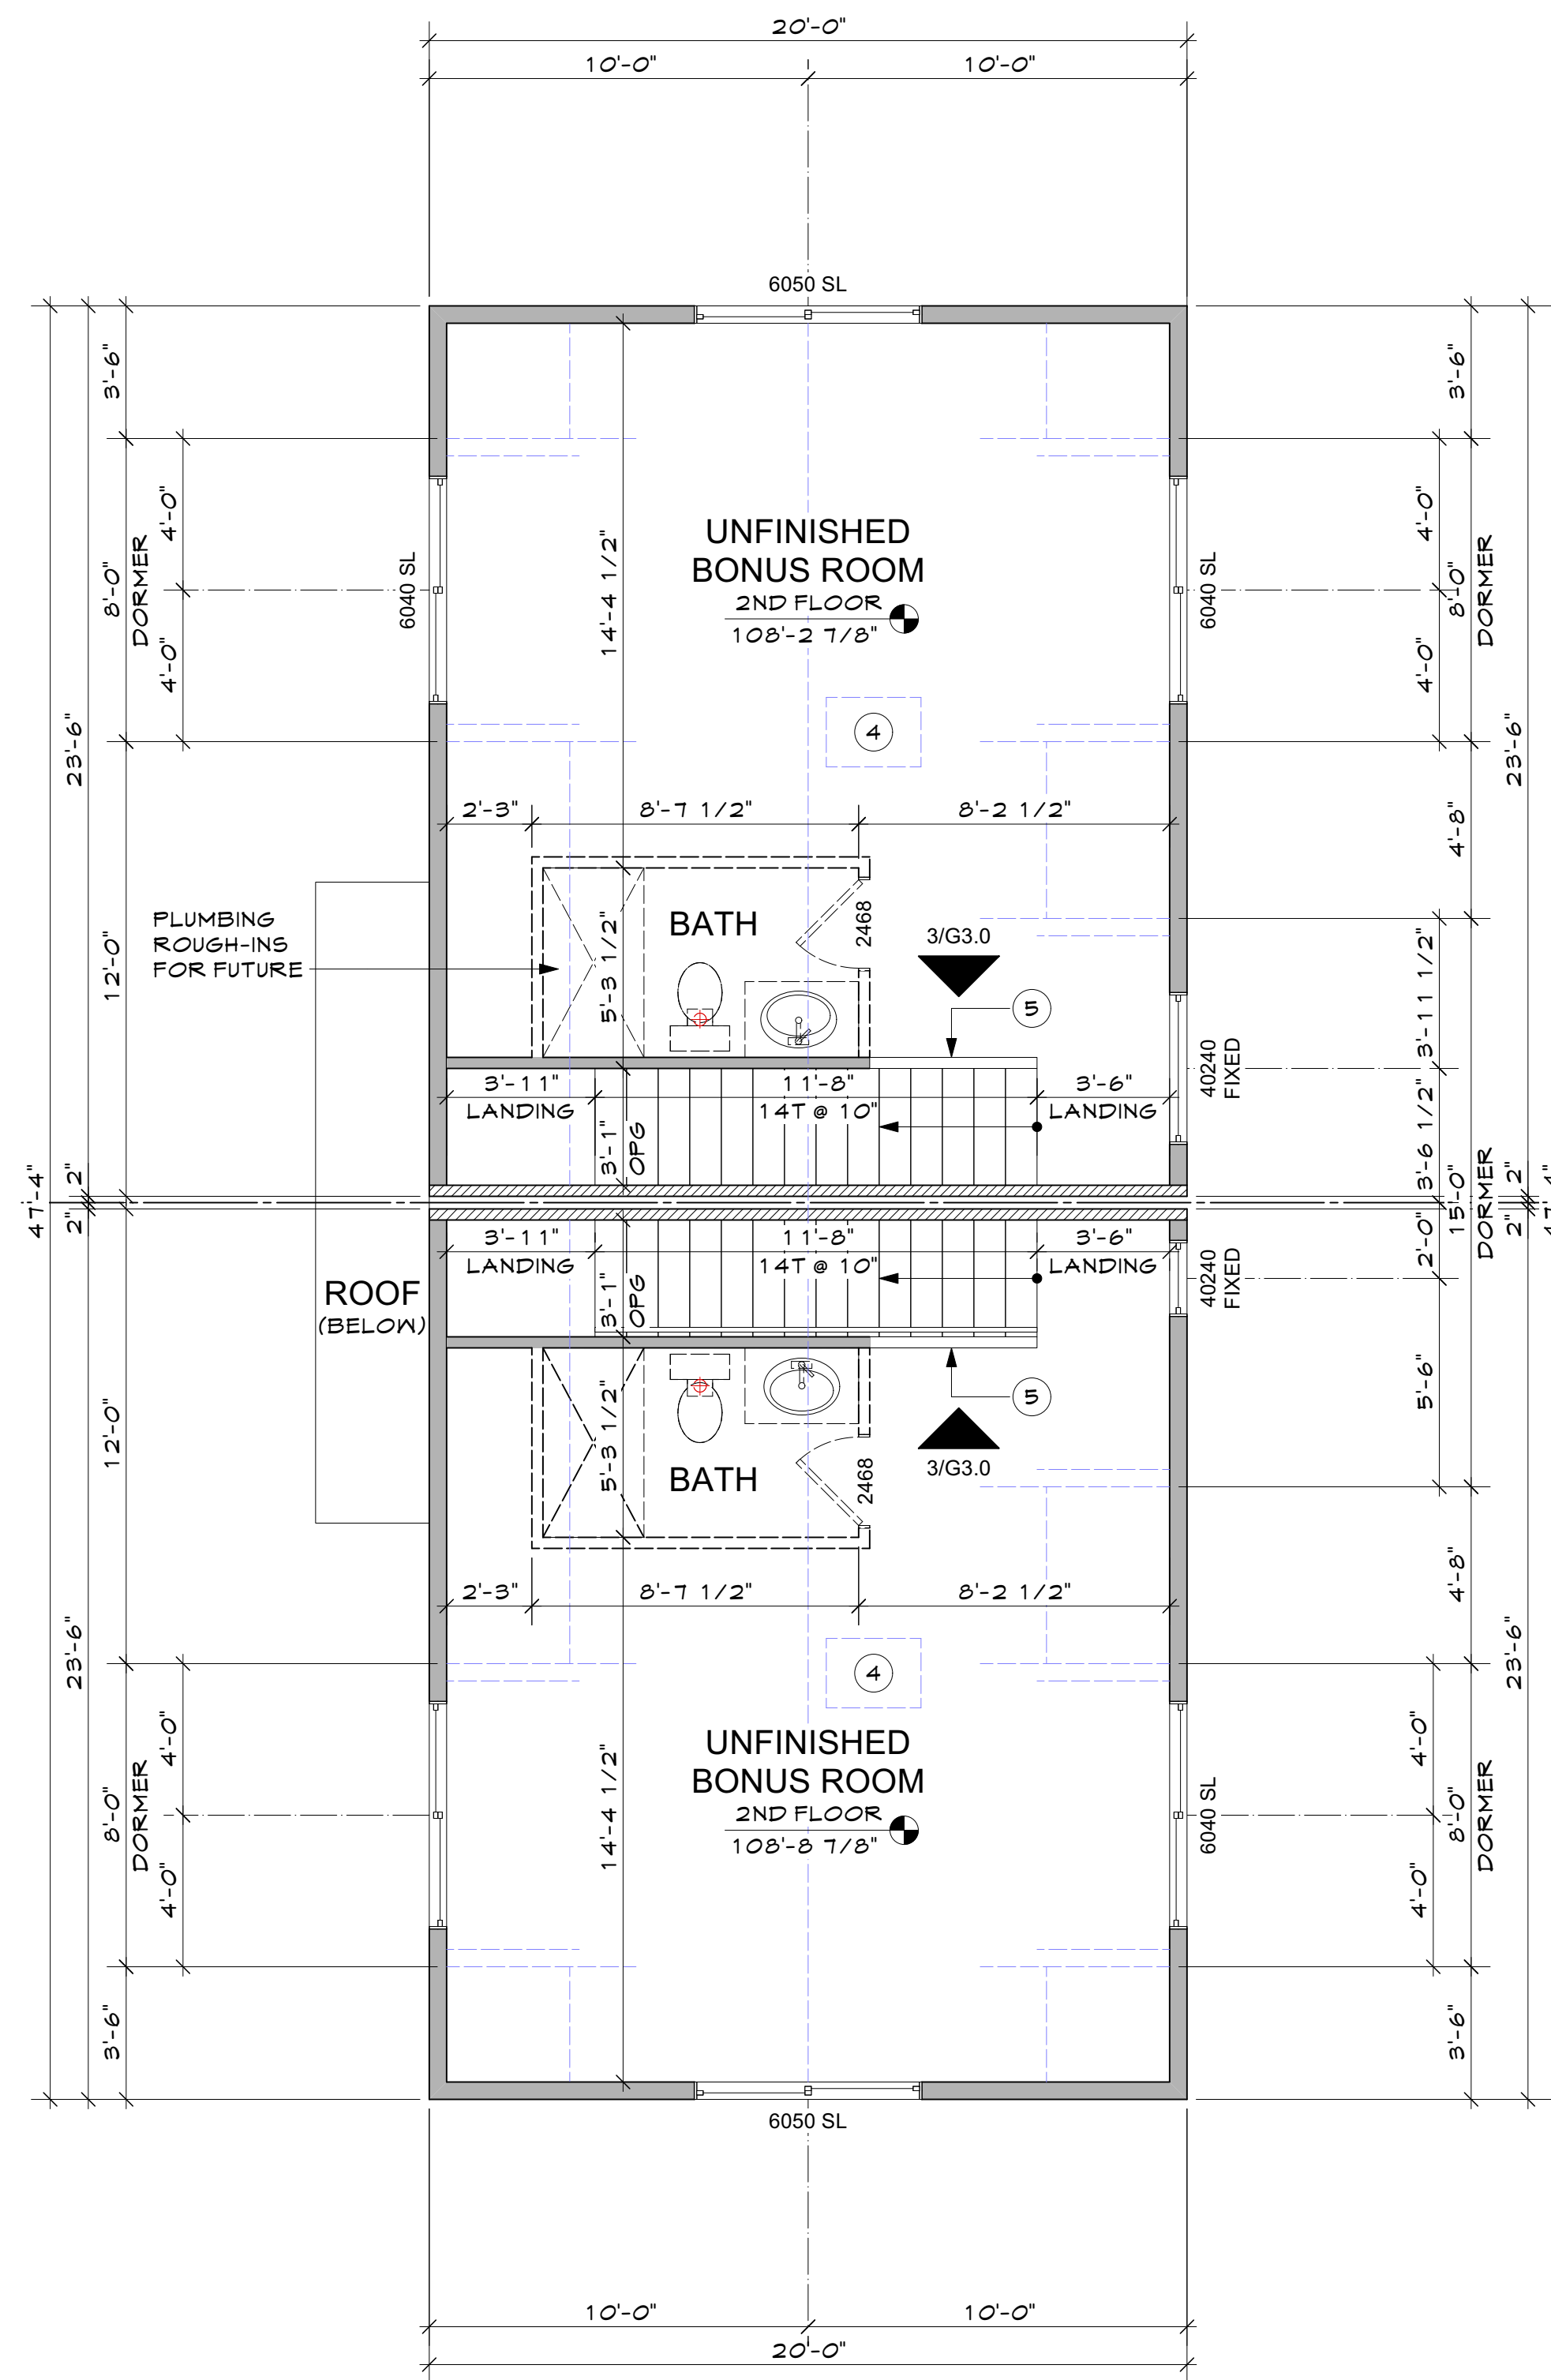 20'-0"
10'-0"
10'-0"
6050 SL
3'-6"
3'-6"
4'-0"
4'-0"
8'-0"
DORMER
4'-0"
4'-0"
8'-0"
DORMER
6040 SL
6040 SL
14'-4 1/2"
UNFINISHED
BONUS ROOM
2ND FLOOR
108'-2 7/8"
4
23'-6"
23'-6"
2'-3"
8'-7 1/2"
8'-2 1/2"
4'-8"
PLUMBING
ROUGH-INS
FOR FUTURE
12'-0"
BATH
2468
5'-3 1/2"
3/G3.0
5
3'-11 1/2"
40240
FIXED
3'-11"
LANDING
11'-8"
14T @ 10"
3'-6"
LANDING
3'-1"
OPG
3'-6 1/2"
47'-4"
2"
2"
15'-0"
DORMER
2"
2"
3'-11"
LANDING
11'-8"
14T @ 10"
3'-6"
LANDING
3'-1"
OPG
2'-0"
40240
FIXED
ROOF
(BELOW)
5
3/G3.0
5'-6"
12'-0"
5'-3 1/2"
BATH
2468
2'-3"
8'-7 1/2"
8'-2 1/2"
4'-8"
23'-6"
23'-6"
4
UNFINISHED
BONUS ROOM
2ND FLOOR
108'-8 7/8"
14'-4 1/2"
4'-0"
4'-0"
8'-0"
DORMER
6040 SL
4'-0"
4'-0"
8'-0"
DORMER
3'-6"
3'-6"
6050 SL
10'-0"
10'-0"
20'-0"